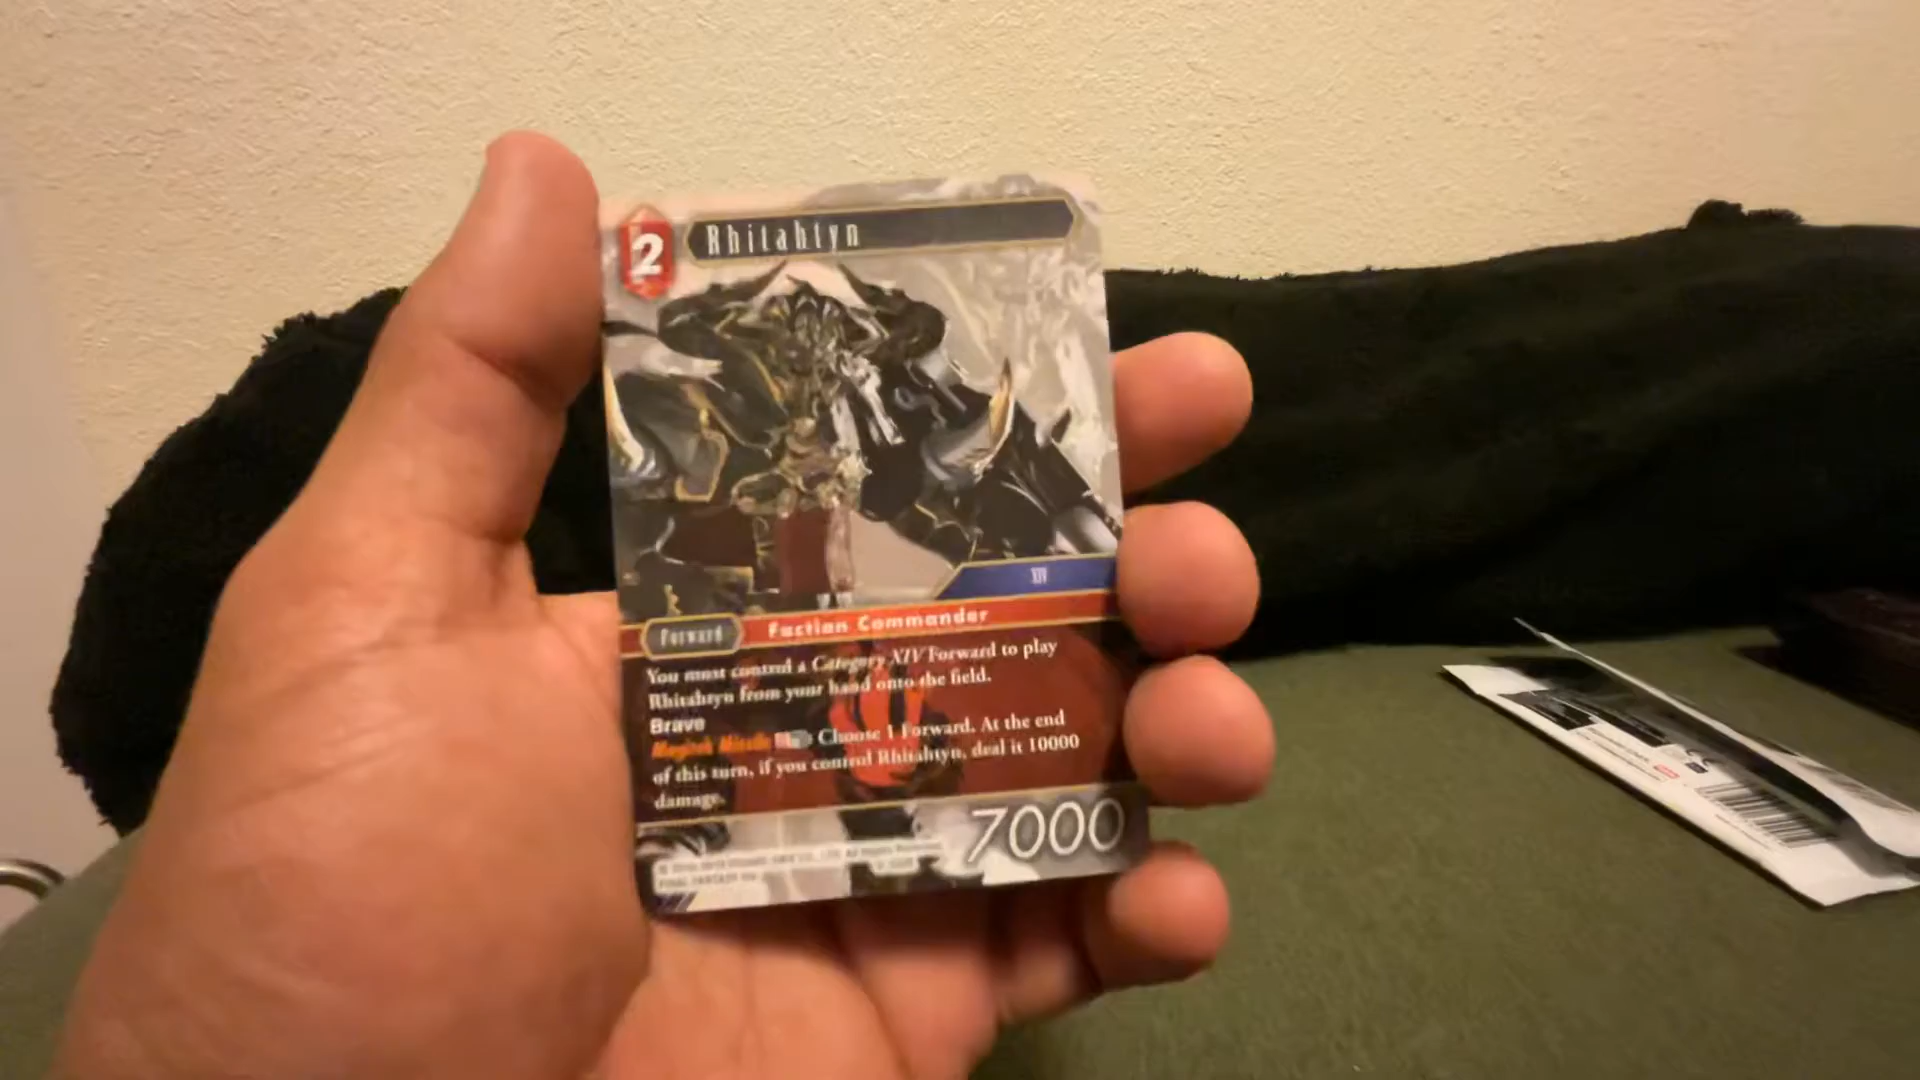 2
Rhitahtyn
XIV
Forward
Faction Commander
You must control a Category XIV Forward to play
Rhitahtyn from your hand onto the field.
Brave
Magitek Missile Choose 1 Forward. At the end
of this turn, if you control Rhitahtyn, deal it 10000
damage.
7000